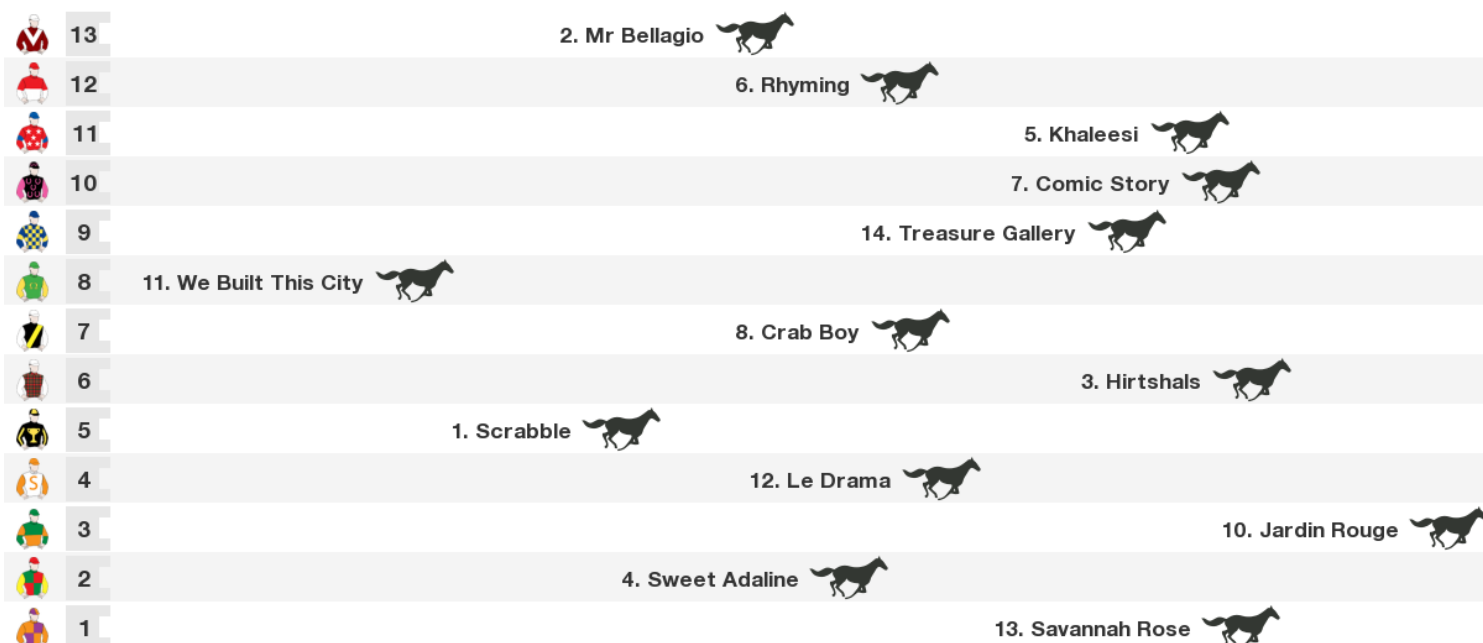 13 2. Mr Bellagio
12 6. Rhyming
11 5. Khaleesi
10 7. Comic Story
9 14. Treasure Gallery
8 11. We Built This City
7 8. Crab Boy
6 3. Hirtshals
5 1. Scrabble
S 4 12. Le Drama
3 10. Jardin Rouge
2 4. Sweet Adaline
1 13. Savannah Rose